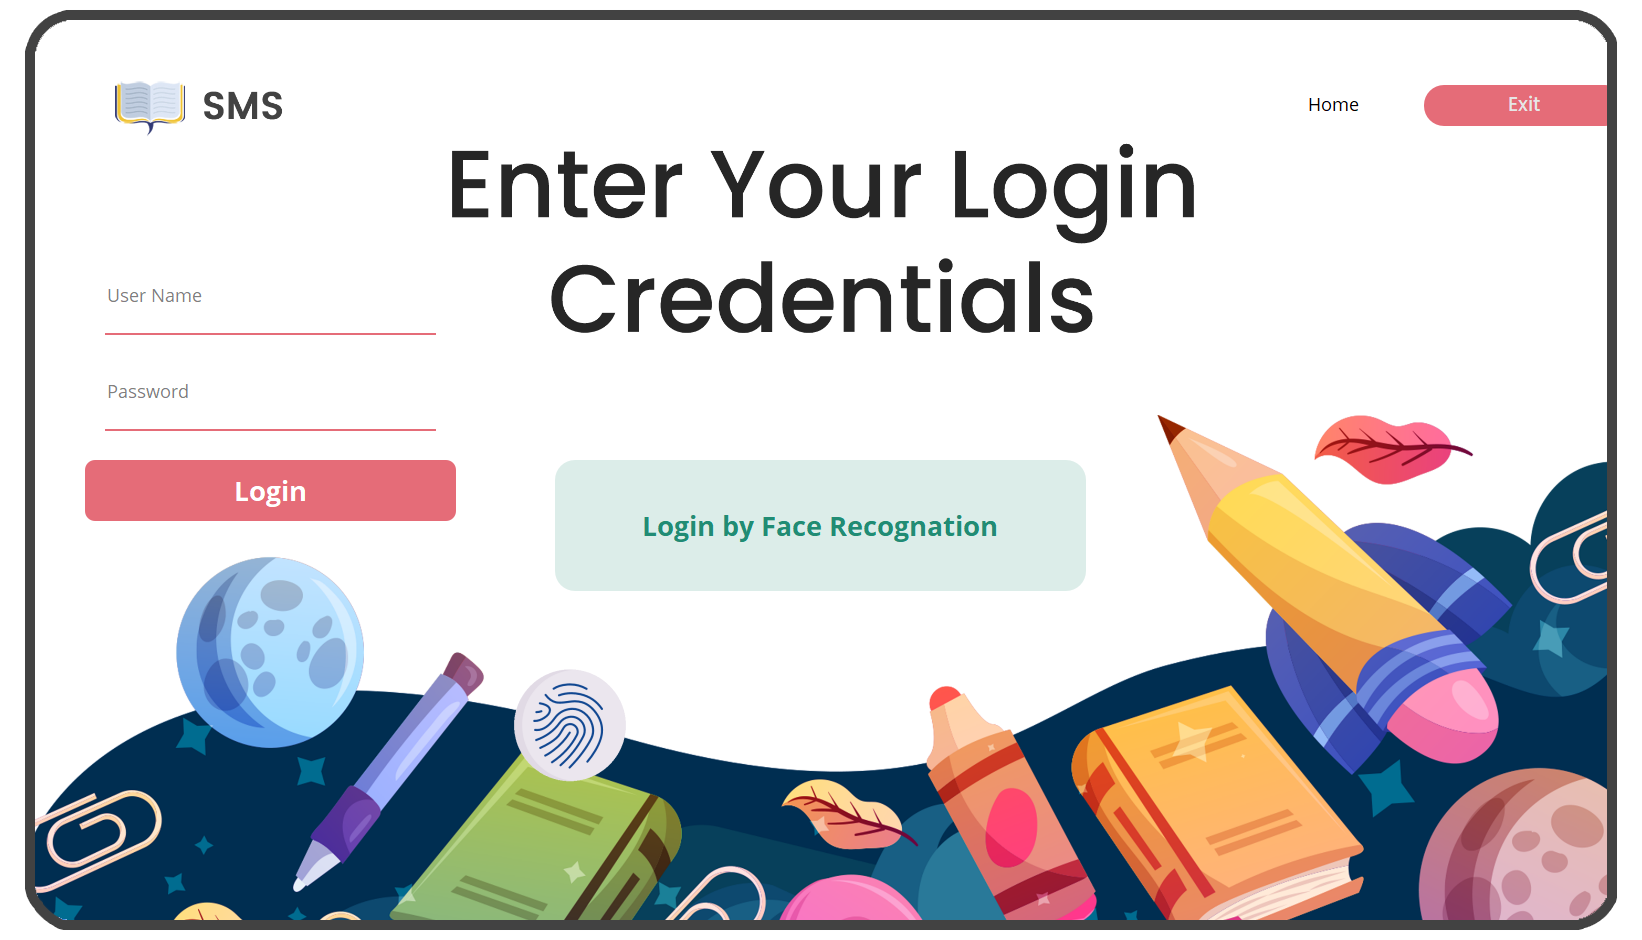 SMS
Home
Exit
Enter Your Login
Credentials
User Name
Password
Login
Login by Face Recognation